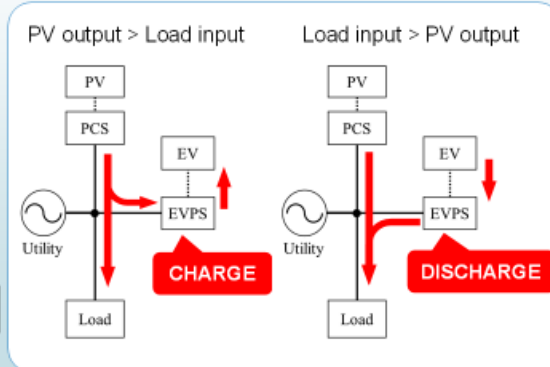 PV output > Load input
PV
PCS
EV
EVPS
Utility
CHARGE
Load
Load input > PV output
PV
PCS
EV
EVPS
Utility
DISCHARGE
Load